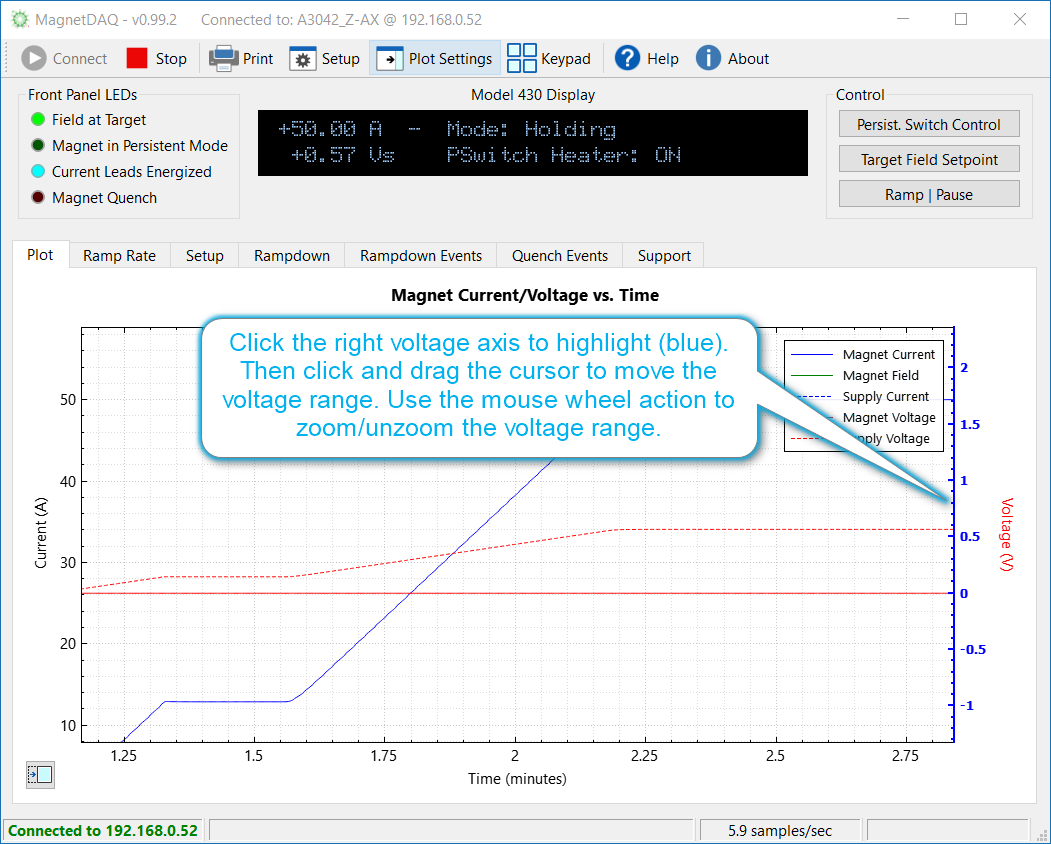 MagnetDAQ - v0.99.2 Connected to: A3042_Z-AX @ 192.168.0.52
Connect Stop Print Setup Plot Settings Keypad Help About
Front Panel LEDs
Field at Target
Magnet in Persistent Mode
Current Leads Energized
Magnet Quench
Model 430 Display
+50.00 A - Mode: Holding
+0.57 Vs PSwitch Heater: ON
Control
Persist. Switch Control
Target Field Setpoint
Ramp | Pause
Plot Ramp Rate Setup Rampdown Rampdown Events Quench Events Support
Magnet Current/Voltage vs. Time
Click the right voltage axis to highlight (blue).
Then click and drag the cursor to move the
voltage range. Use the mouse wheel action to
zoom/unzoom the voltage range.
Magnet Current
Magnet Field
Supply Current
Magnet Voltage
pply Voltage
Current (A)
50
40
30
20
10
2
1.5
1
0.5
0
-0.5
-1
Voltage (V)
1.25 1.5 1.75 2 2.25 2.5 2.75
Time (minutes)
Connected to 192.168.0.52
5.9 samples/sec